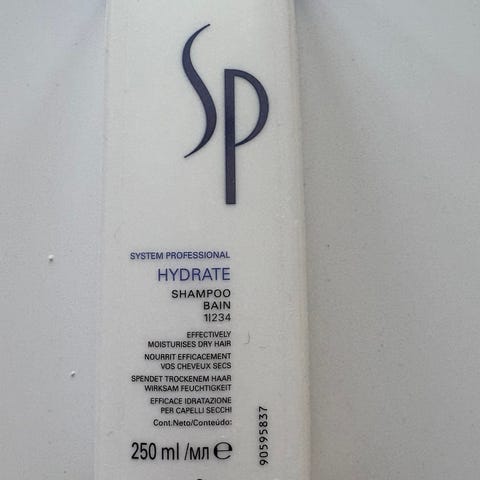 SP
SYSTEM PROFESSIONAL
HYDRATE
SHAMPOO
BAIN
1|234
EFFECTIVELY
MOISTURISES DRY HAIR
NOURRIT EFFICACEMENT
VOS CHEVEUX SECS
SPENDET TROCKENEM HAAR
WIRKSAM FEUCHTIGKEIT
EFFICACE IDRATAZIONE
PER CAPELLI SECCHI
Cont.Neto/Conteúdo:
250 ml /мл ℮
90595837